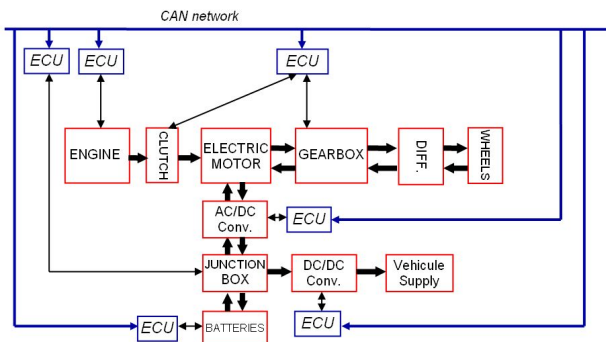 CAN network
ECU
ECU
ECU
ENGINE
CLUTCH
ELECTRIC
MOTOR
GEARBOX
DIFF.
WHEELS
AC/DC
Conv.
ECU
JUNCTION
BOX
DC/DC
Conv.
Vehicule
Supply
ECU
BATTERIES
ECU